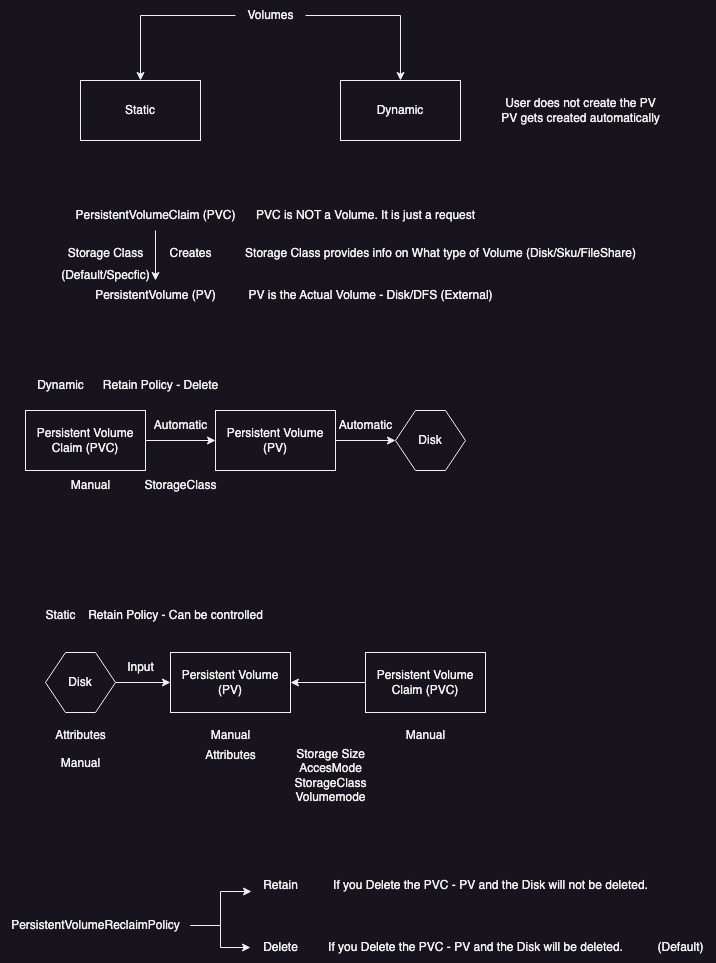 Volumes
Static
Dynamic
User does not create the PV
PV gets created automatically
PersistentVolumeClaim (PVC) PVC is NOT a Volume. It is just a request
Storage Class Creates Storage Class provides info on What type of Volume (Disk/Sku/FileShare)
(Default/Specfic)
PersistentVolume (PV) PV is the Actual Volume - Disk/DFS (External)
Dynamic Retain Policy - Delete
Persistent Volume
Claim (PVC)
Automatic
Persistent Volume
(PV)
Automatic
Disk
Manual StorageClass
Static Retain Policy - Can be controlled
Disk
Input
Persistent Volume
(PV)
Persistent Volume
Claim (PVC)
Attributes
Manual
Manual
Attributes
Manual
Storage Size
AccesMode
StorageClass
Volumemode
PersistentVolumeReclaimPolicy
Retain If you Delete the PVC - PV and the Disk will not be deleted.
Delete If you Delete the PVC - PV and the Disk will be deleted. (Default)